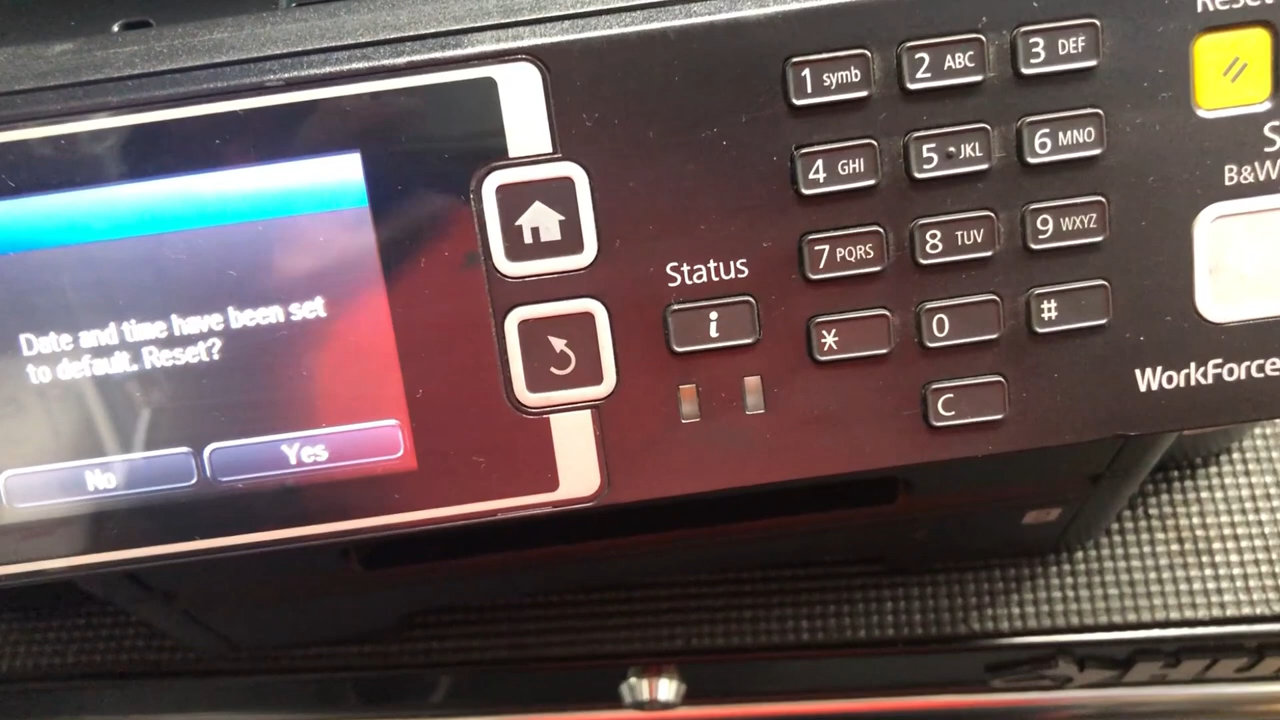 Date and time have been set
to default. Reset?
No
Yes
Status
i
1 symb
2 ABC
3 DEF
4 GHI
5 JKL
6 MNO
7 PQRS
8 TUV
9 WXYZ
*
0
#
C
Reset
B&W
WorkForce